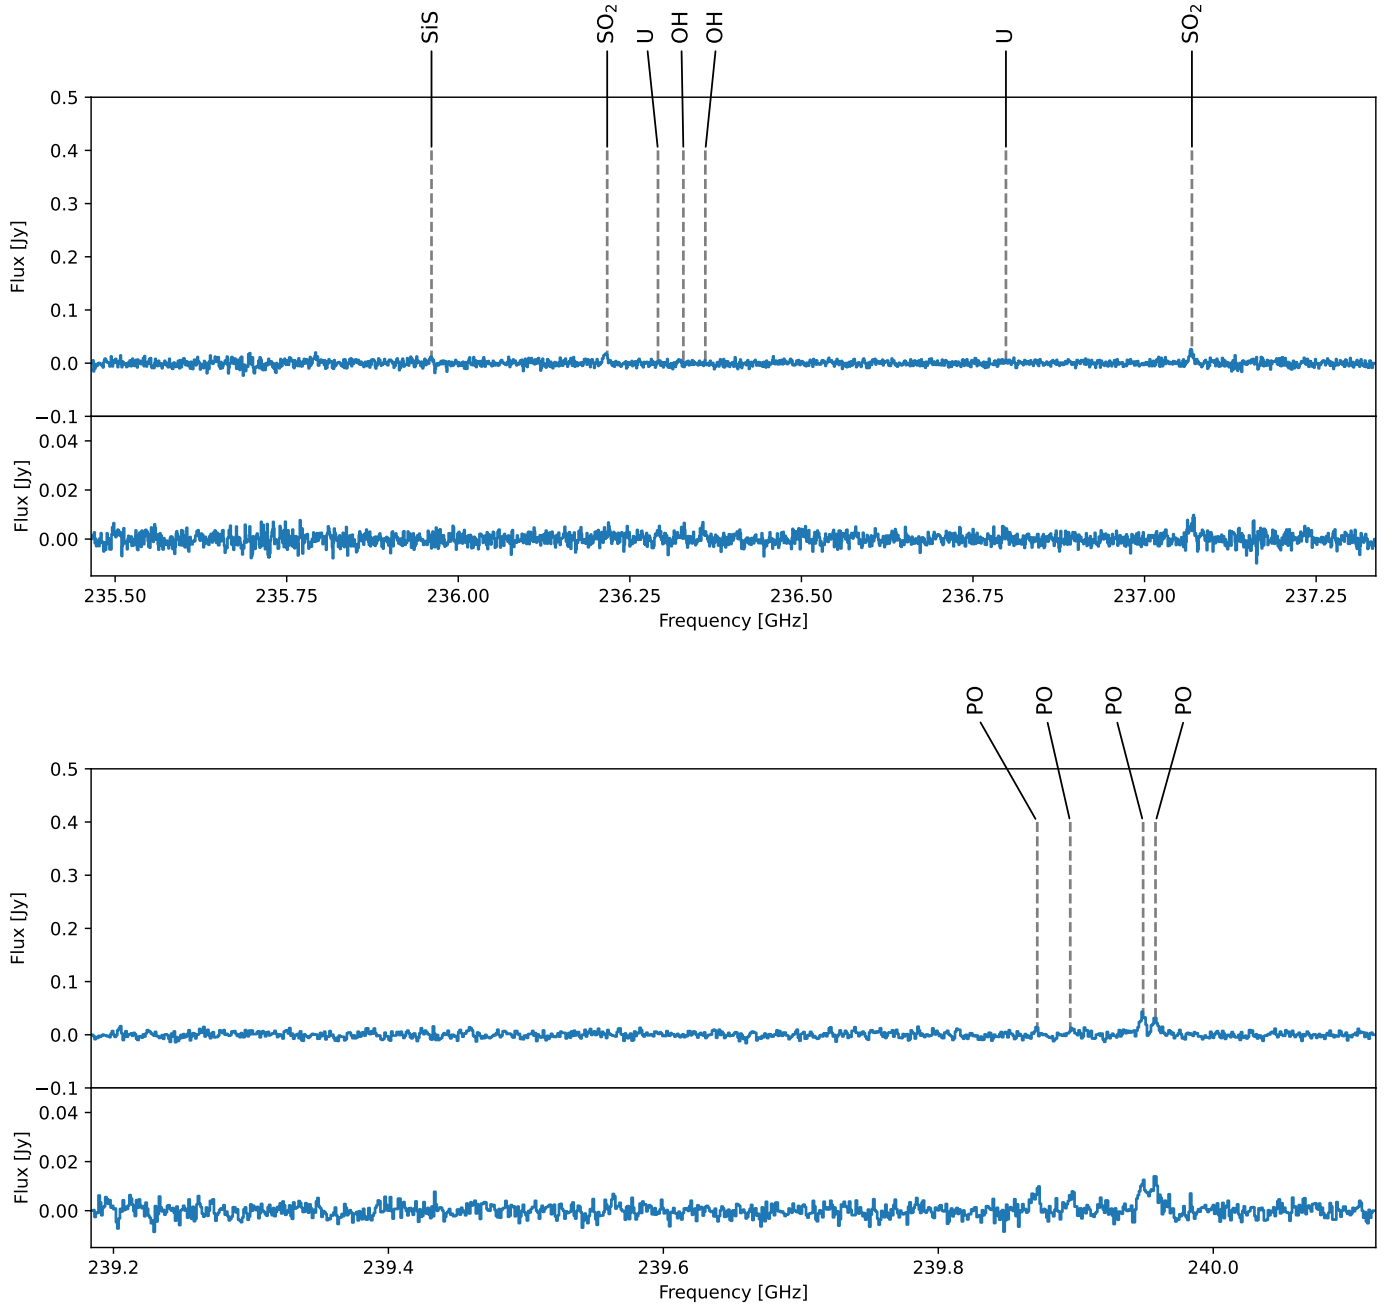 SiS SO₂ U OH OH U SO₂
0.5
0.4
0.3
0.2
0.1
0.0
−0.1
Flux [Jy]
0.04
0.02
0.00
Flux [Jy]
235.50 235.75 236.00 236.25 236.50 236.75 237.00 237.25
Frequency [GHz]
PO PO PO PO
0.5
0.4
0.3
0.2
0.1
0.0
−0.1
Flux [Jy]
0.04
0.02
0.00
Flux [Jy]
239.2 239.4 239.6 239.8 240.0
Frequency [GHz]